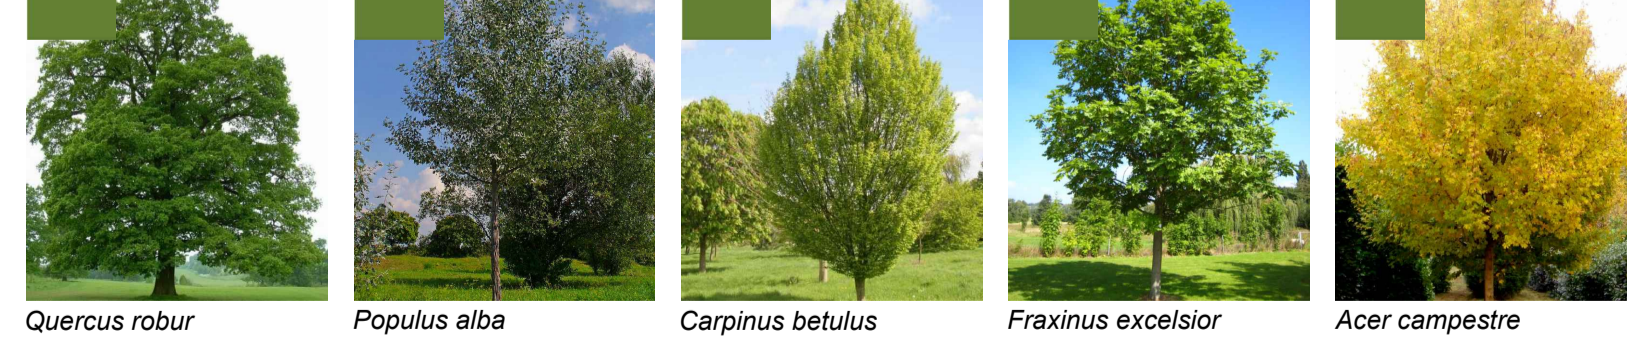 Quercus robur
Populus alba
Carpinus betulus
Fraxinus excelsior
Acer campestre